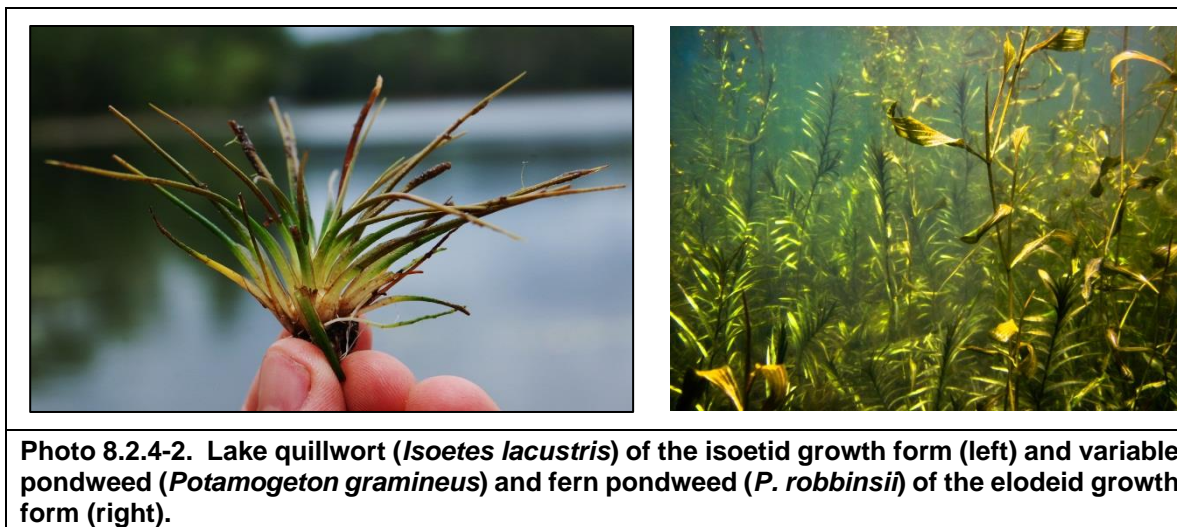 Photo 8.2.4-2. Lake quillwort (Isoetes lacustris) of the isoetid growth form (left) and variable
pondweed (Potamogeton gramineus) and fern pondweed (P. robbinsii) of the elodeid growth
form (right).